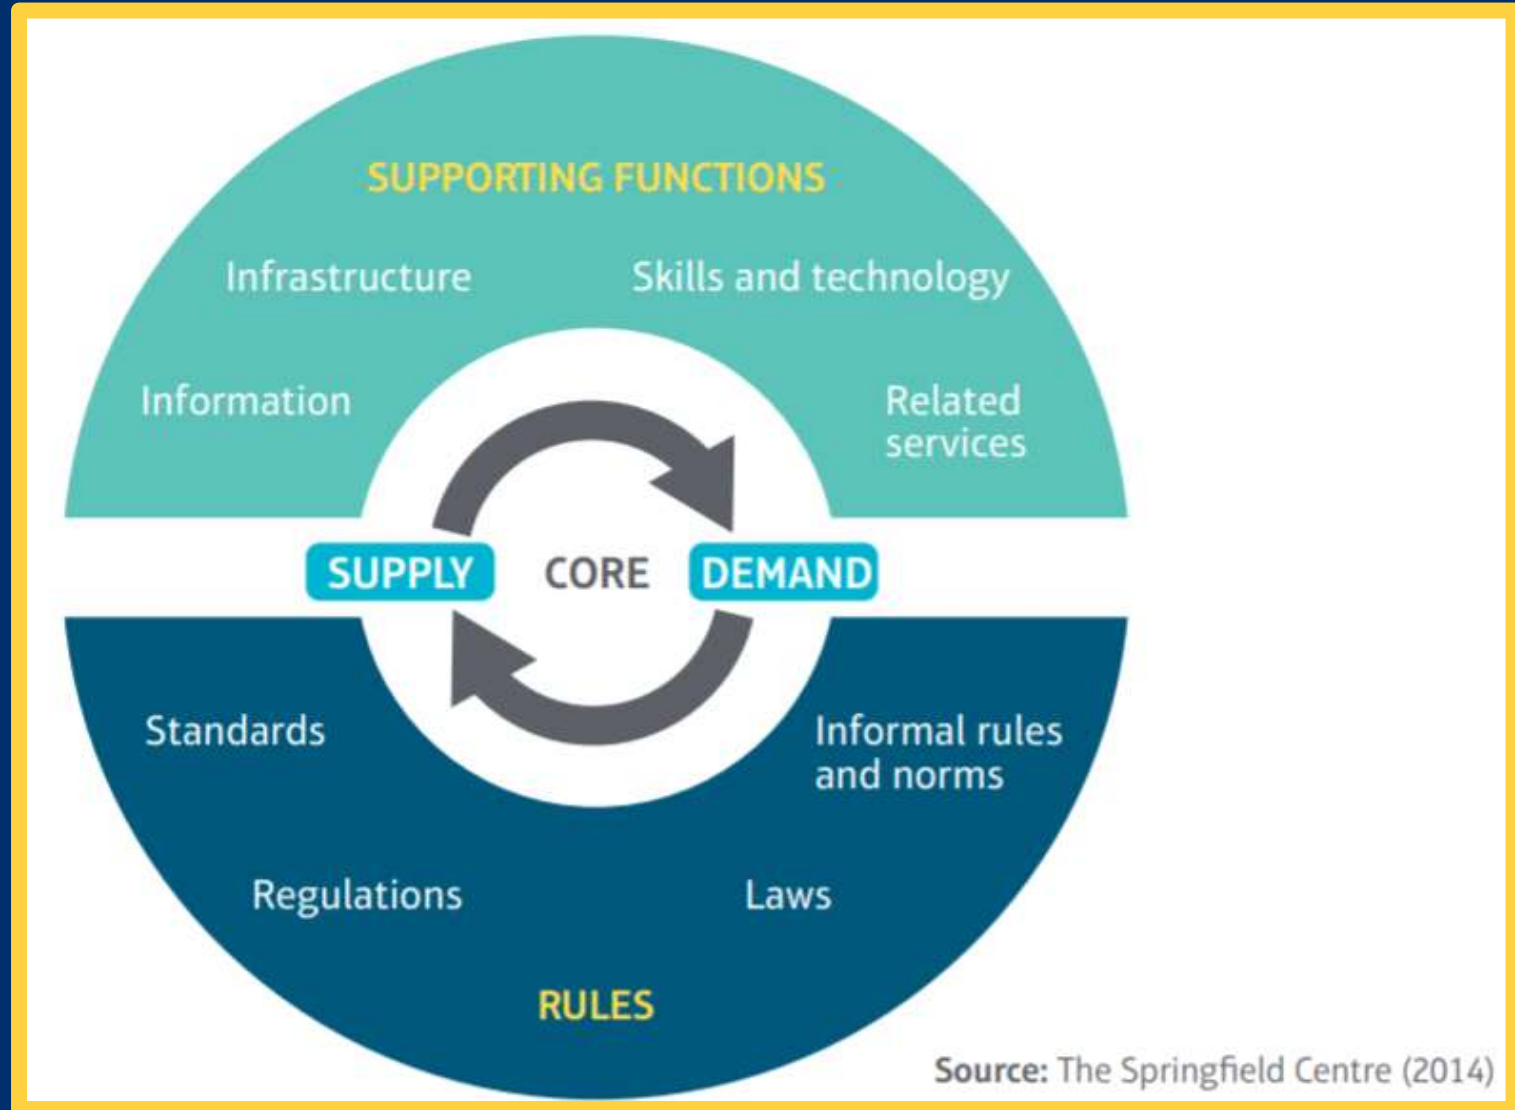 SUPPORTING FUNCTIONS
Infrastructure
Skills and technology
Information
Related
services
SUPPLY
CORE
DEMAND
Standards
Informal rules
and norms
Regulations
Laws
RULES
Source: The Springfield Centre (2014)